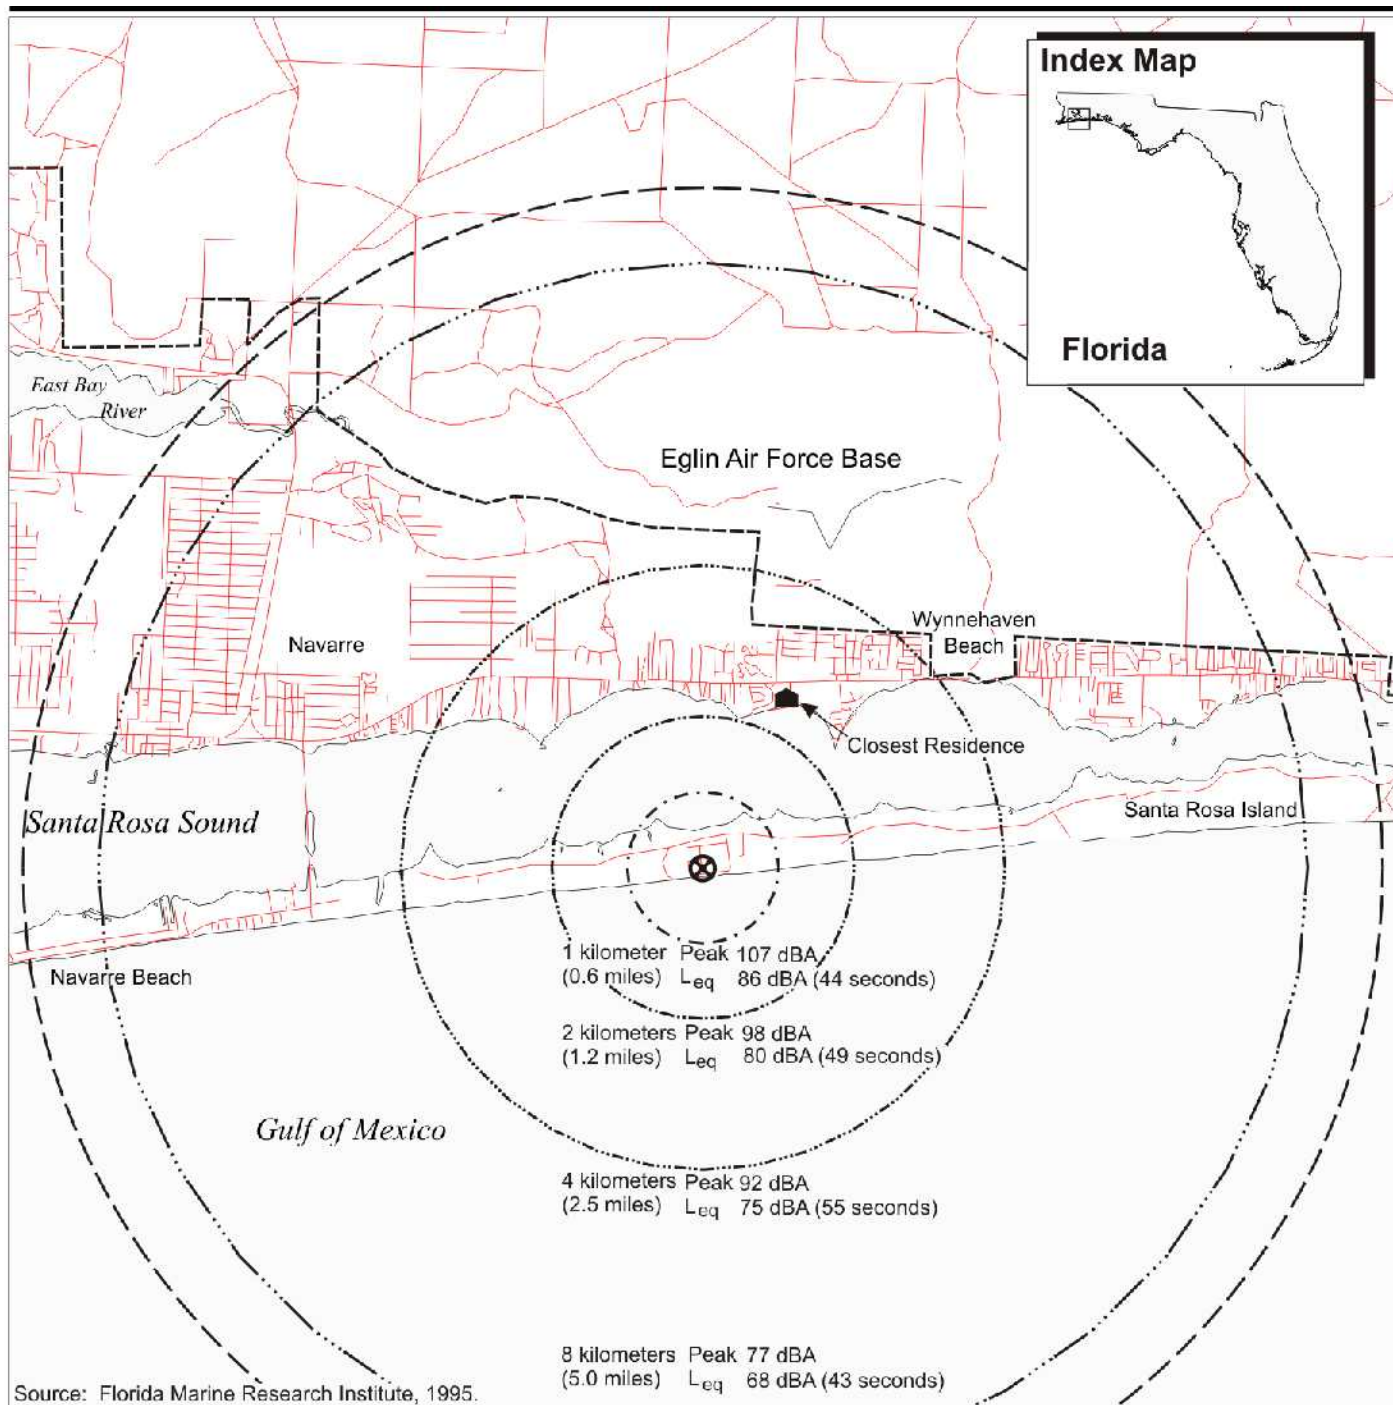 Index Map
Florida
East Bay
River
Eglin Air Force Base
Wynnehaven
Beach
Navarre
Closest Residence
Santa Rosa Island
Santa Rosa Sound
1 kilometer Peak 107 dBA
(0.6 miles) Leq 86 dBA (44 seconds)
Navarre Beach
2 kilometers Peak 98 dBA
(1.2 miles) Leq 80 dBA (49 seconds)
Gulf of Mexico
4 kilometers Peak 92 dBA
(2.5 miles) Leq 75 dBA (55 seconds)
8 kilometers Peak 77 dBA
(5.0 miles) Leq 68 dBA (43 seconds)
Source: Florida Marine Research Institute, 1995.